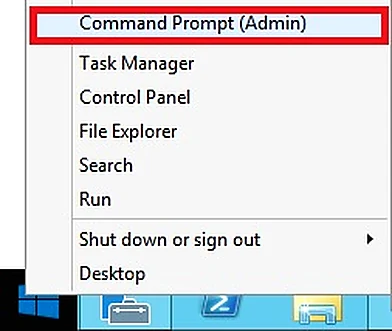 Command Prompt (Admin)
Task Manager
Control Panel
File Explorer
Search
Run
Shut down or sign out
Desktop